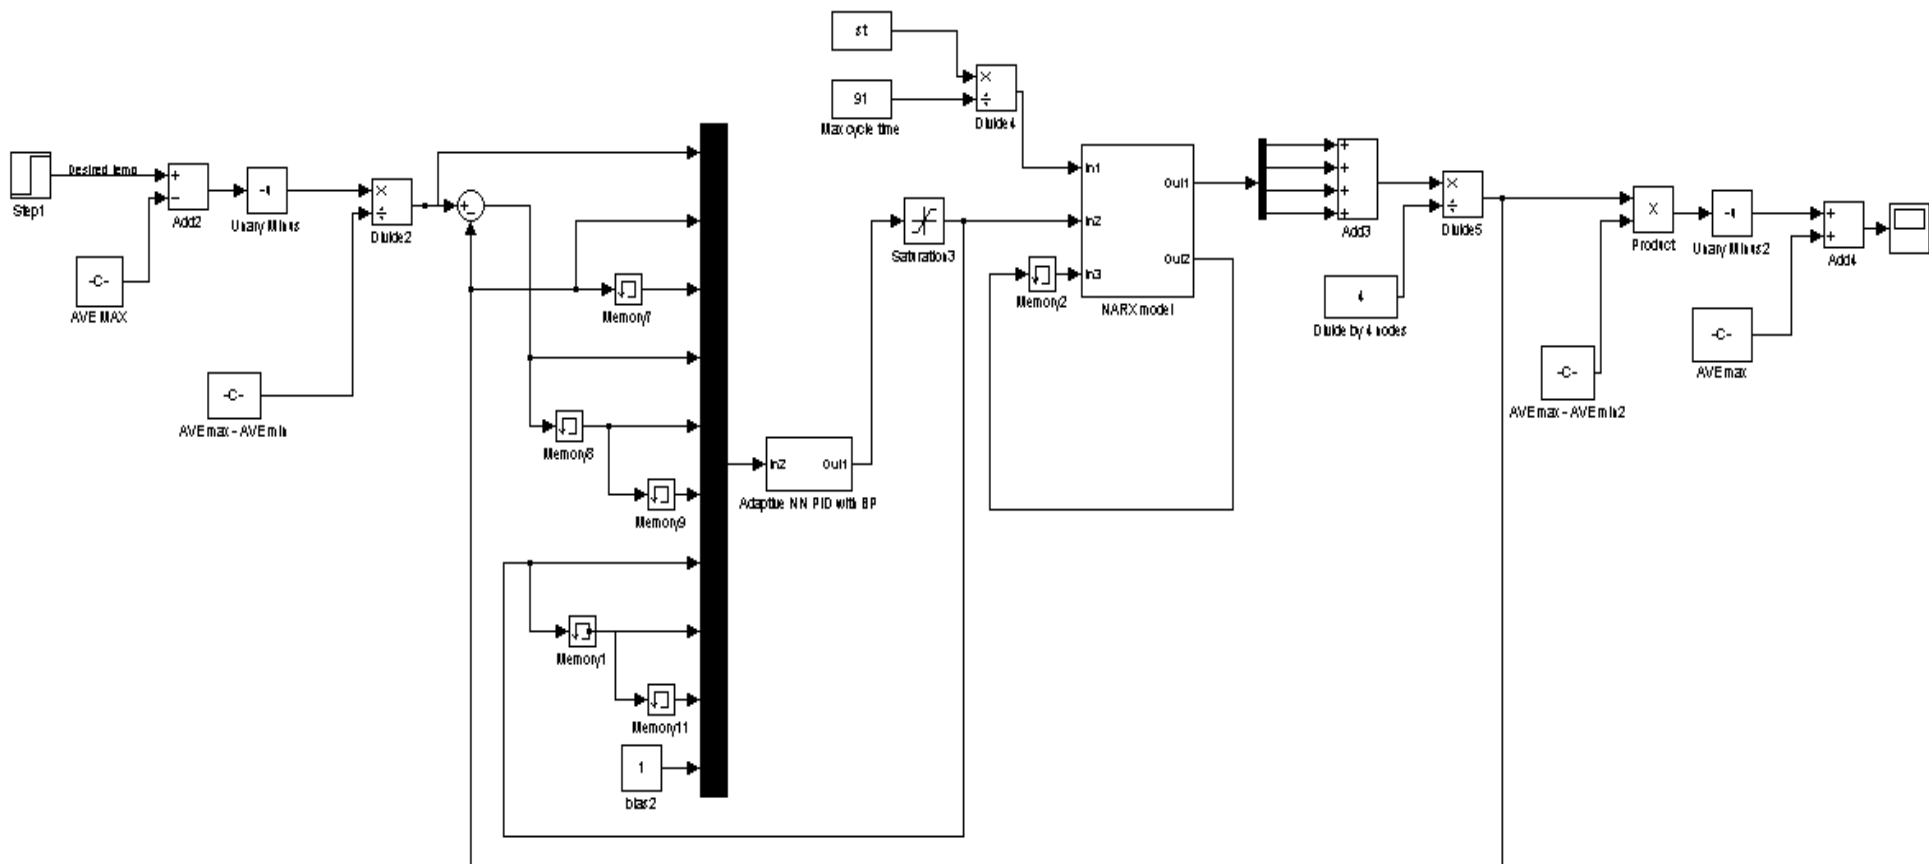 st
91
Max cycle time
Divide4
Desired temp
Step1
Add2
-1
Unary Minus
Divide2
-C-
AVE MAX
-C-
AVEmax - AVEmin
Memory7
Memory8
Memory9
Memory1
Memory11
1
bias2
In2 Out1
Adaptive NN PID with BP
Saturation3
In1
In2
In3
Out1
Out2
Memory2
NARX model
Add3
Divide5
4
Divide by 4 nodes
Product
-1
Unary Minus2
Add4
-C-
AVEmax - AVEmin2
-C-
AVEmax